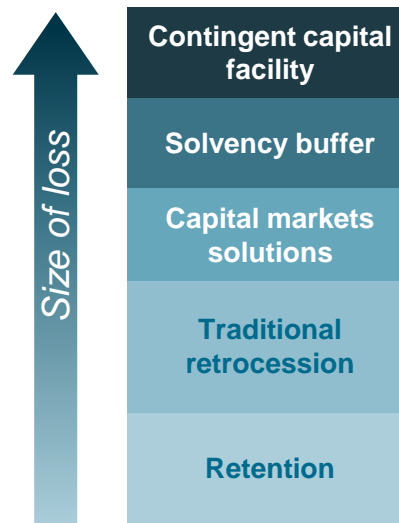 Size of loss
Contingent capital
facility
Solvency buffer
Capital markets
solutions
Traditional
retrocession
Retention